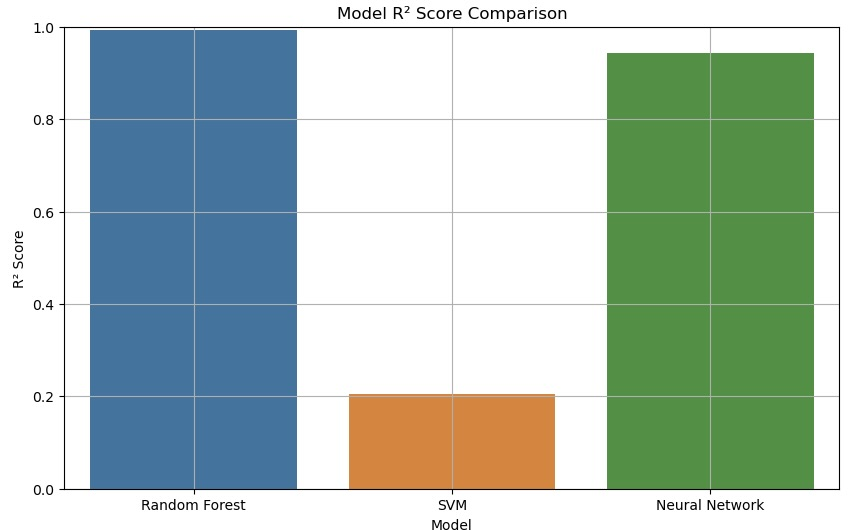 Model R² Score Comparison
1.0
0.8
0.6
0.4
0.2
0.0
R² Score
Random Forest SVM Neural Network
Model